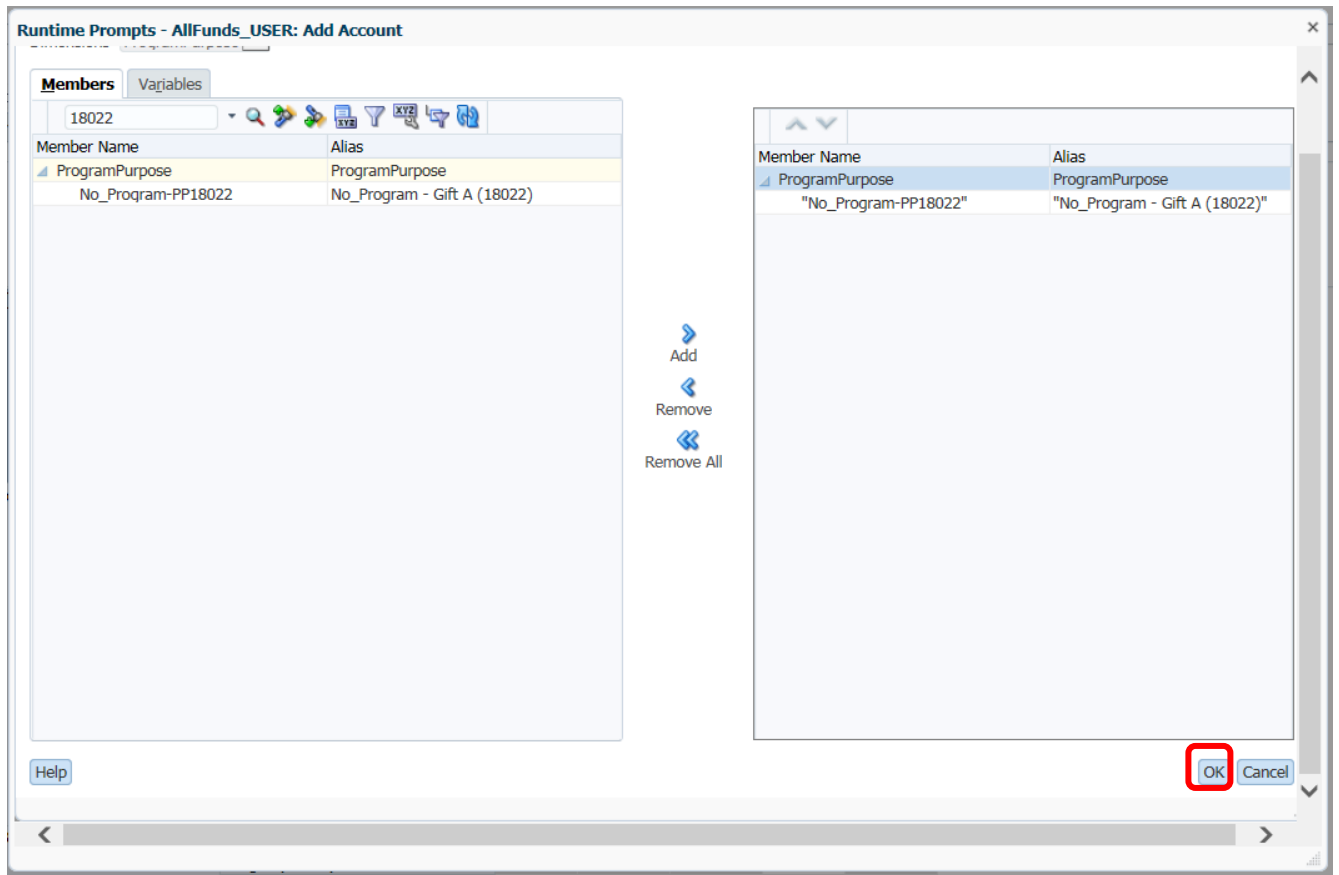 Runtime Prompts - AllFunds_USER: Add Account
Members Variables
18022
Member Name Alias
ProgramPurpose ProgramPurpose
No_Program-PP18022 No_Program - Gift A (18022)
Add
Remove
Remove All
Member Name Alias
ProgramPurpose ProgramPurpose
"No_Program-PP18022" "No_Program - Gift A (18022)"
Help
OK Cancel